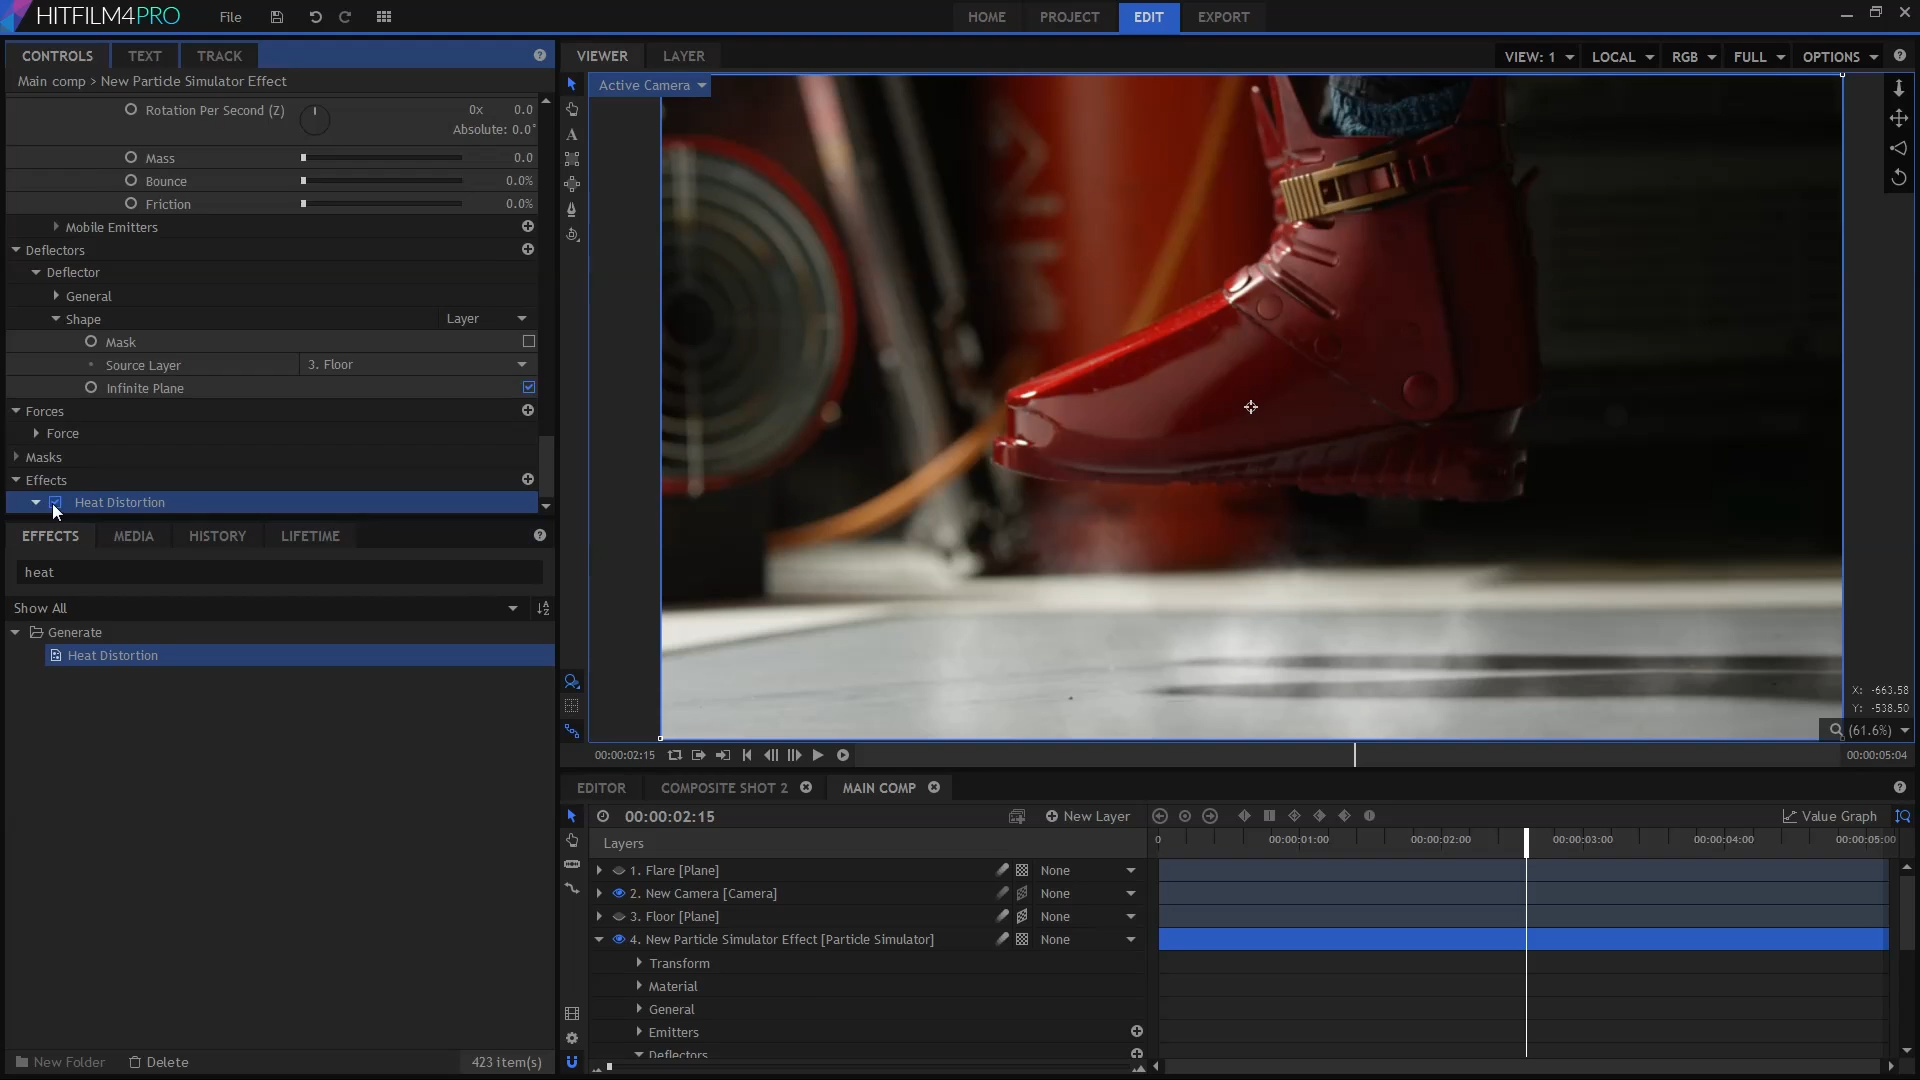 HITFILM4PRO File HOME PROJECT EDIT EXPORT
CONTROLS TEXT TRACK VIEWER LAYER VIEW: 1 LOCAL RGB FULL OPTIONS
Main comp > New Particle Simulator Effect
Active Camera
Rotation Per Second (Z) 0x 0.0
Absolute: 0.0°
Mass 0.0
Bounce 0.0%
Friction 0.0%
Mobile Emitters
Deflectors
Deflector
General
Shape Layer
Mask
Source Layer 3. Floor
Infinite Plane
Forces
Force
Masks
Effects
Heat Distortion
EFFECTS MEDIA HISTORY LIFETIME
heat
Show All
Generate
Heat Distortion
New Folder Delete 423 item(s)
X: -663.58
Y: -538.50
(61.6%)
00:00:02:15 00:00:05:04
EDITOR COMPOSITE SHOT 2 MAIN COMP
00:00:02:15 New Layer Value Graph
Layers 0 00:00:01:00 00:00:02:00 00:00:03:00 00:00:04:00 00:00:05:00
1. Flare [Plane] None
2. New Camera [Camera] None
3. Floor [Plane] None
4. New Particle Simulator Effect [Particle Simulator] None
Transform
Material
General
Emitters
Deflectors